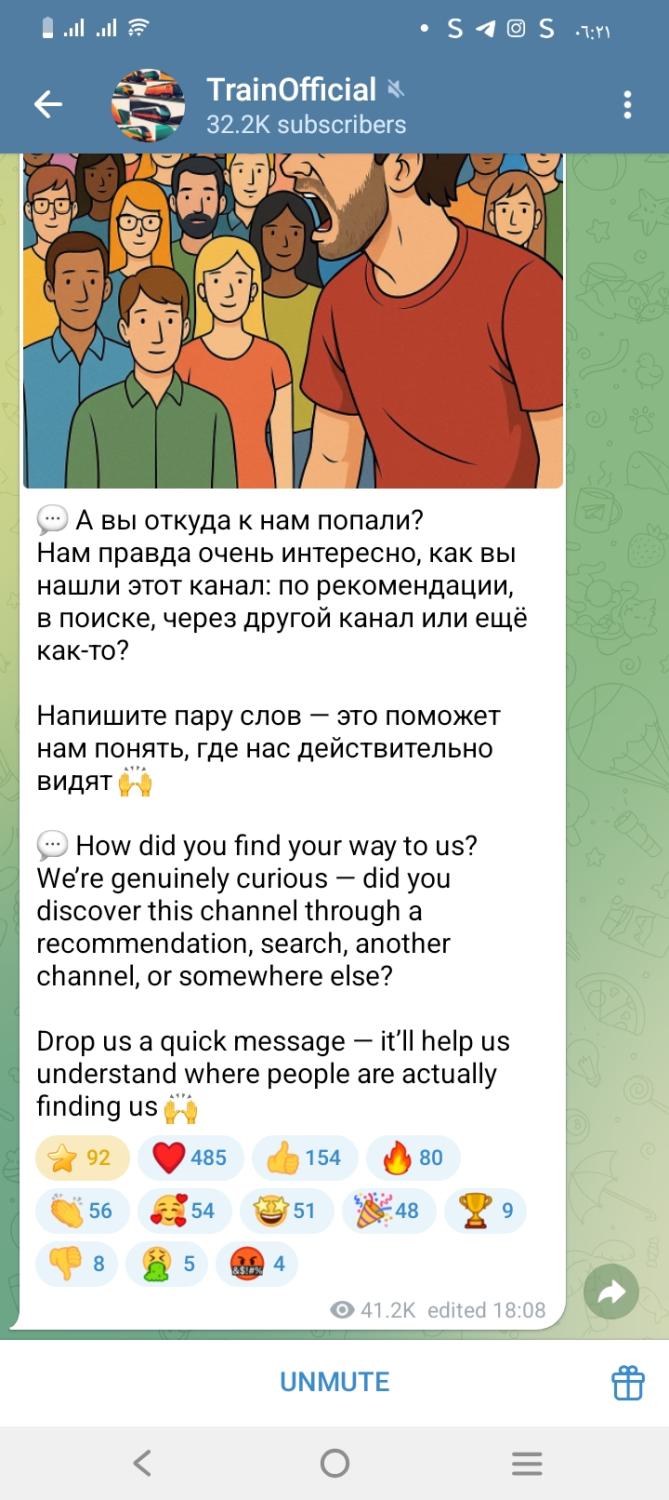 ٠٦:٢١
TrainOfficial
32.2K subscribers
А вы откуда к нам попали?
Нам правда очень интересно, как вы
нашли этот канал: по рекомендации,
в поиске, через другой канал или ещё
как-то?
Напишите пару слов — это поможет
нам понять, где нас действительно
видят 🙌
How did you find your way to us?
We’re genuinely curious — did you
discover this channel through a
recommendation, search, another
channel, or somewhere else?
Drop us a quick message — it’ll help us
understand where people are actually
finding us 🙌
92 485 154 80
56 54 51 48 9
8 5 4
41.2K edited 18:08
UNMUTE